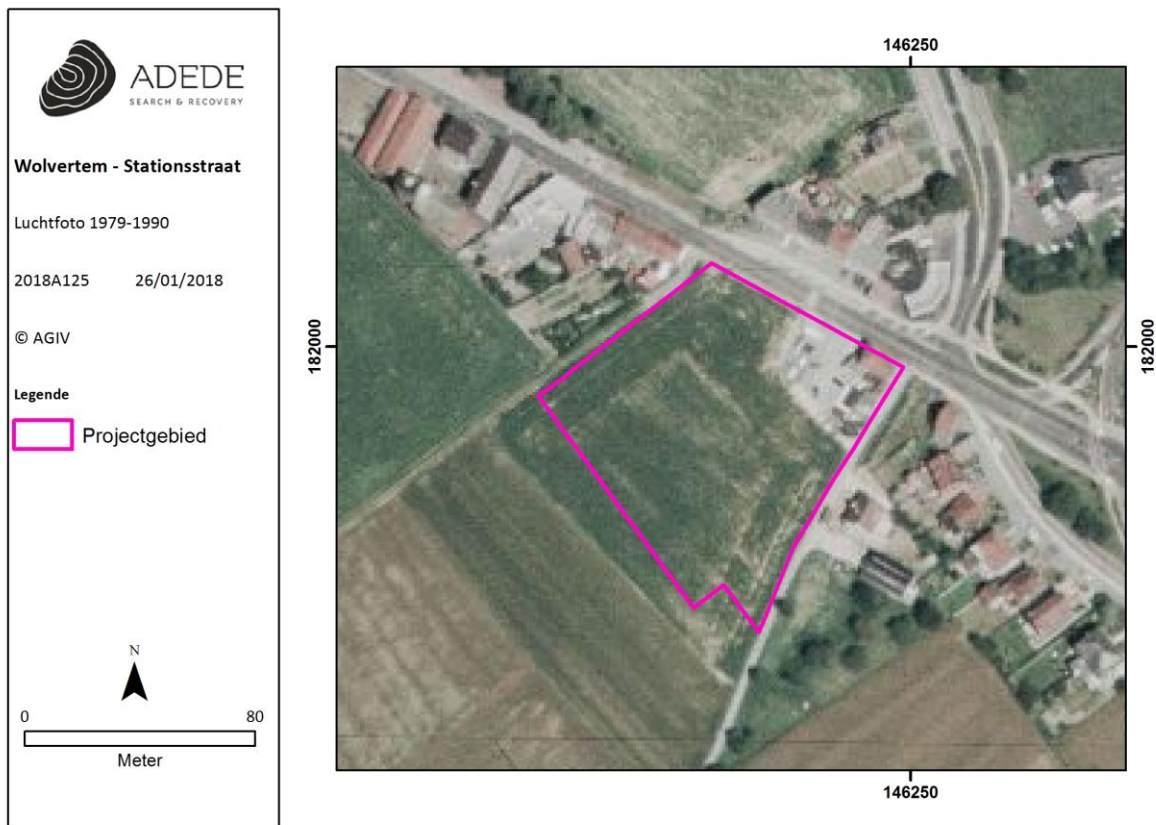 ADEDE
SEARCH & RECOVERY
Wolvertem - Stationsstraat
Luchtfoto 1979-1990
2018A125 26/01/2018
© AGIV
Legende
Projectgebied
N
0 80
Meter
146250
182000
182000
146250